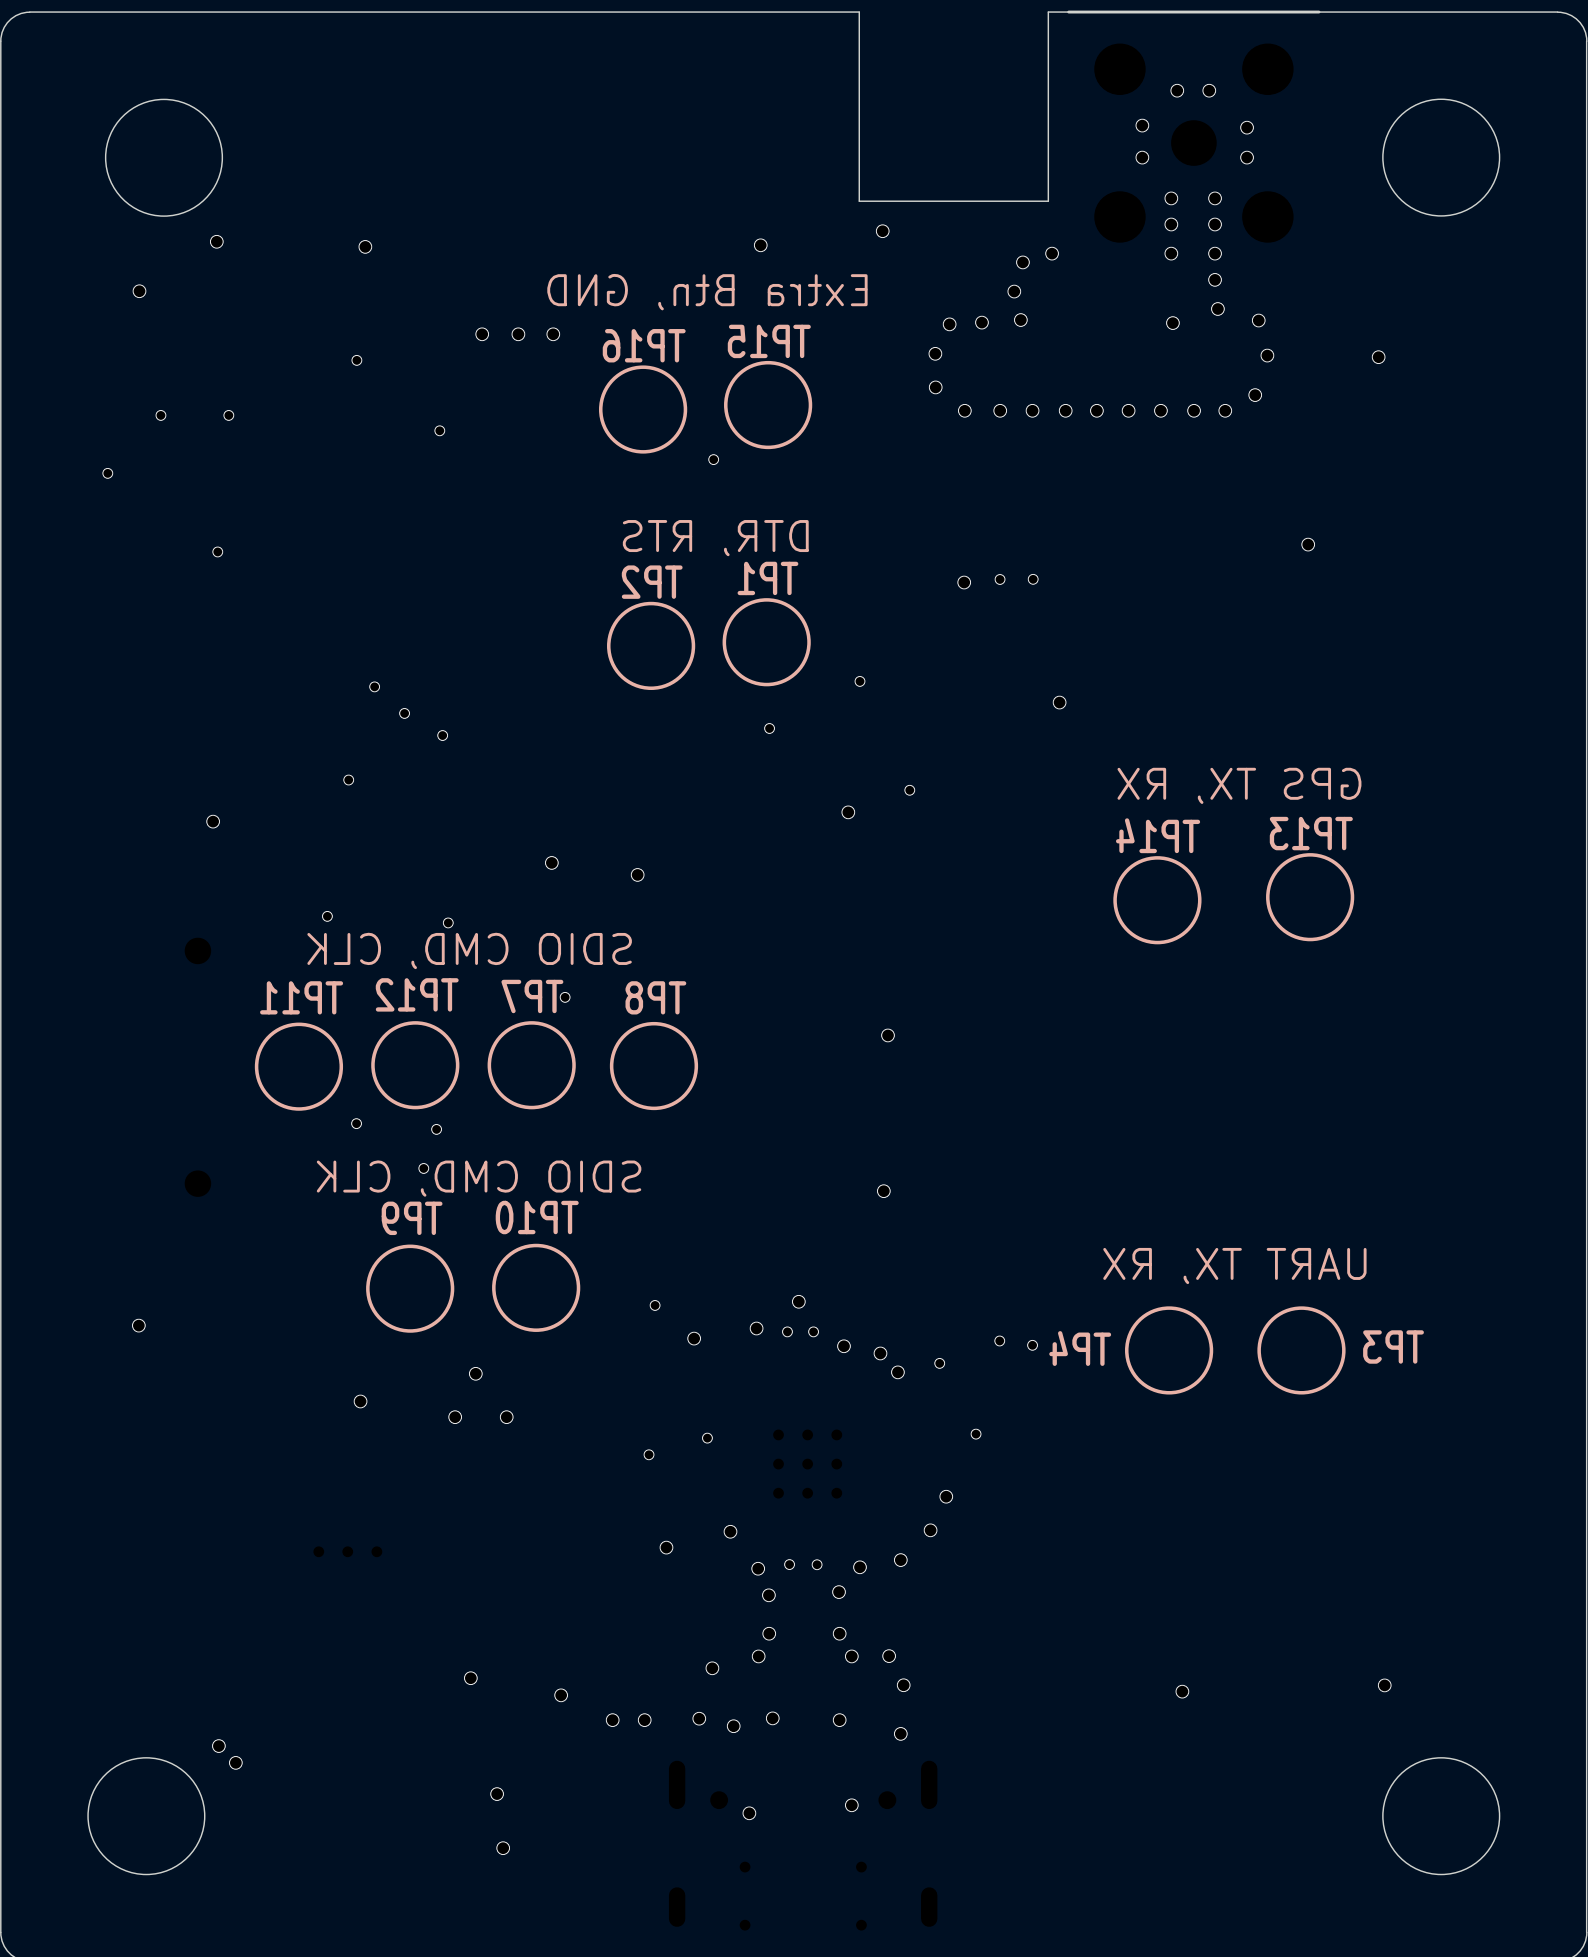 Extra Btn, GND
TP15 TP16
DTR, RTS
TP1 TP2
GPS TX, RX
TP13 TP14
SDIO CMD, CLK
TP8 TP7 TP12 TP11
SDIO CMD, CLK
TP10 TP9
UART TX, RX
TP3 TP4